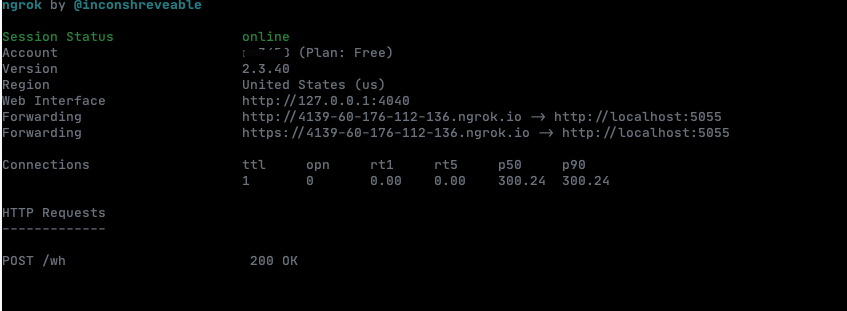 ngrok by @inconshreveable
Session Status online
Account (Plan: Free)
Version 2.3.40
Region United States (us)
Web Interface http://127.0.0.1:4040
Forwarding http://4139-60-176-112-136.ngrok.io -> http://localhost:5055
Forwarding https://4139-60-176-112-136.ngrok.io -> http://localhost:5055
Connections ttl opn rt1 rt5 p50 p90
1 0 0.00 0.00 300.24 300.24
HTTP Requests
-------------
POST /wh 200 OK